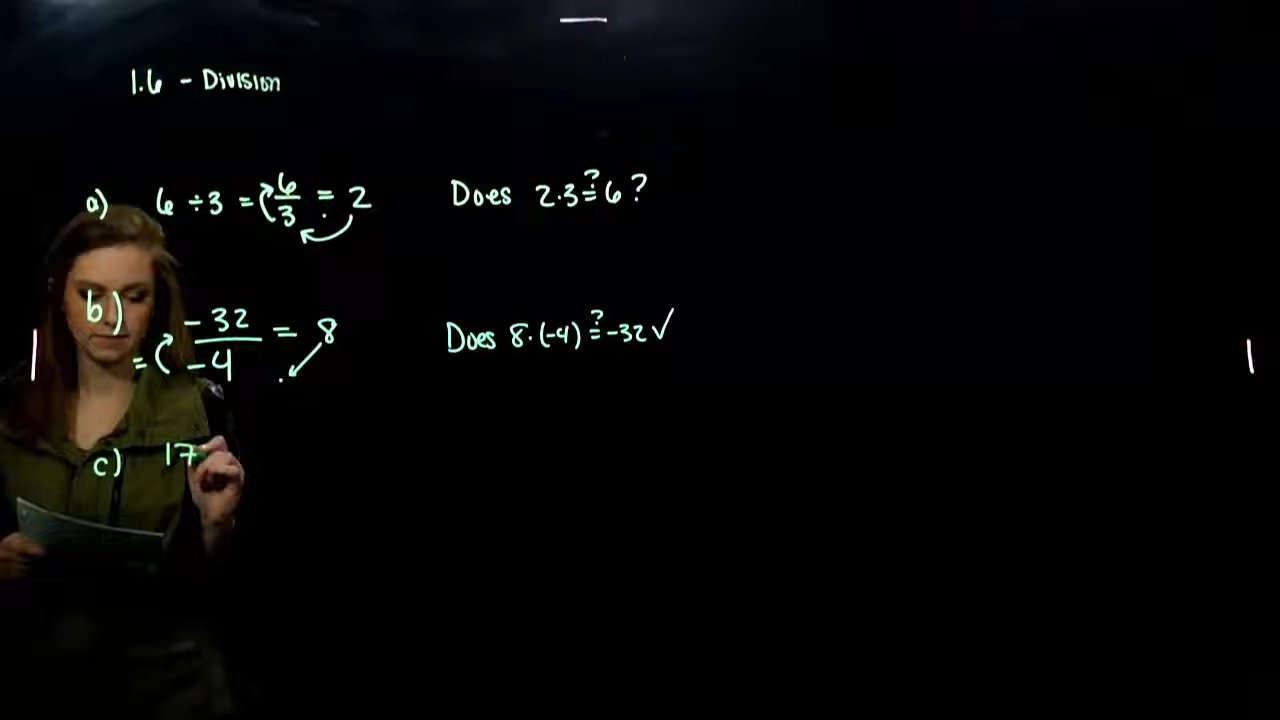 1.6 - Division
a) 6 ÷ 3 = 6/3 = 2 Does 2·3 ≟ 6 ?
b) -32/-4 = 8 Does 8·(-4) ≟ -32 ✓
=
c) 17